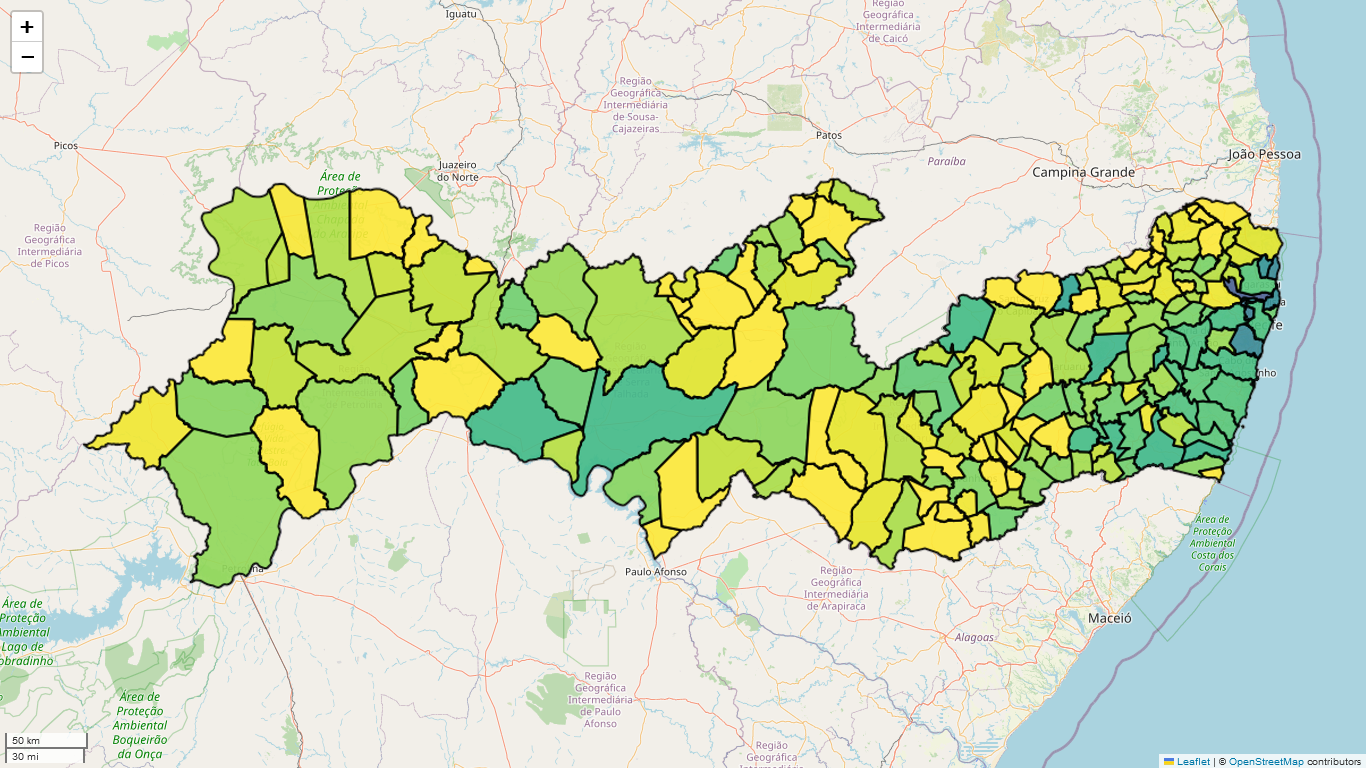 +
−
Iguatu
Região
Geográfica
Intermediária
de Caicó
Região
Geográfica
Intermediária
de Sousa-
Cajazeiras
Patos
Picos
Juazeiro
do Norte
Paraíba
João Pessoa
Campina Grande
Área de
Região
Geográfica
Intermediária
de Picos
Paulo Afonso
Região
Geográfica
Intermediária
de Arapiraca
Área de
Proteção
Ambiental
Costa dos
Corais
Maceió
Alagoas
Área de
Proteção
Ambiental
Lago de
obradinho
Região
Geográfica
Intermediária
de Paulo
Afonso
Área de
Proteção
Ambiental
Boqueirão
da Onça
Região
Geográfica
Intermediária
50 km
30 mi
Leaflet | © OpenStreetMap contributors